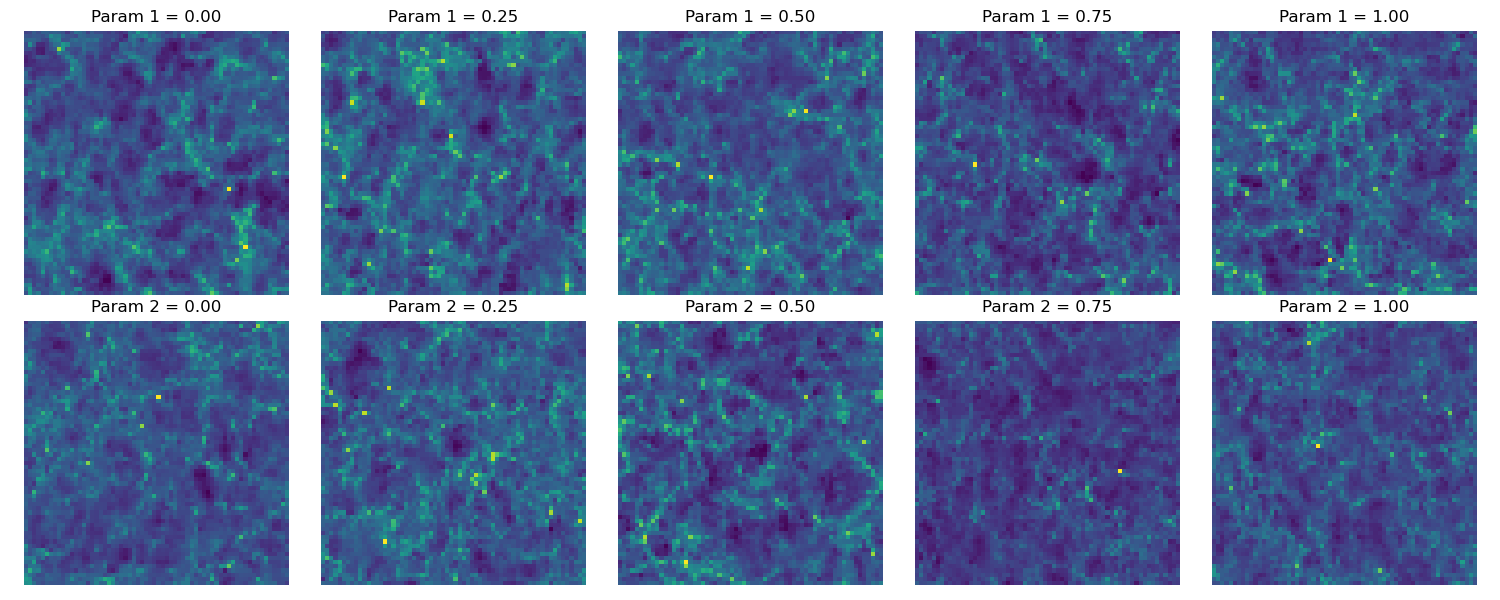 Param 1 = 0.00
Param 1 = 0.25
Param 1 = 0.50
Param 1 = 0.75
Param 1 = 1.00
Param 2 = 0.00
Param 2 = 0.25
Param 2 = 0.50
Param 2 = 0.75
Param 2 = 1.00